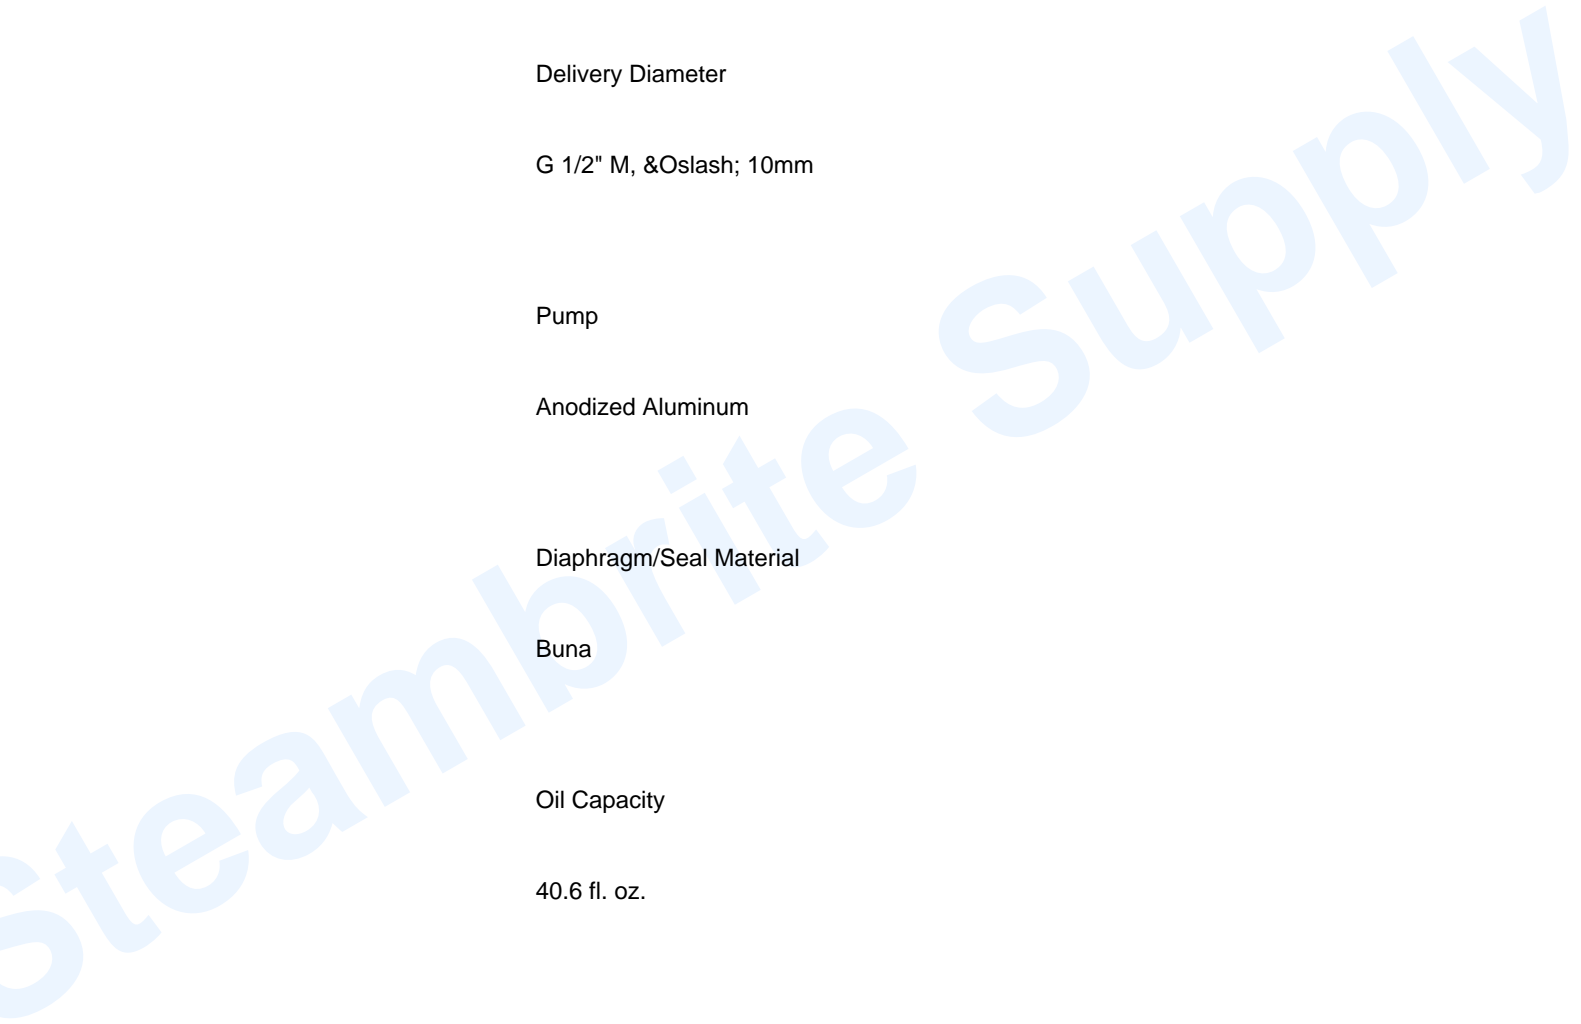 Delivery Diameter
G 1/2" M, &Oslash; 10mm
Pump
Anodized Aluminum
Diaphragm/Seal Material
Buna
Oil Capacity
40.6 fl. oz.
Steambrite Supply